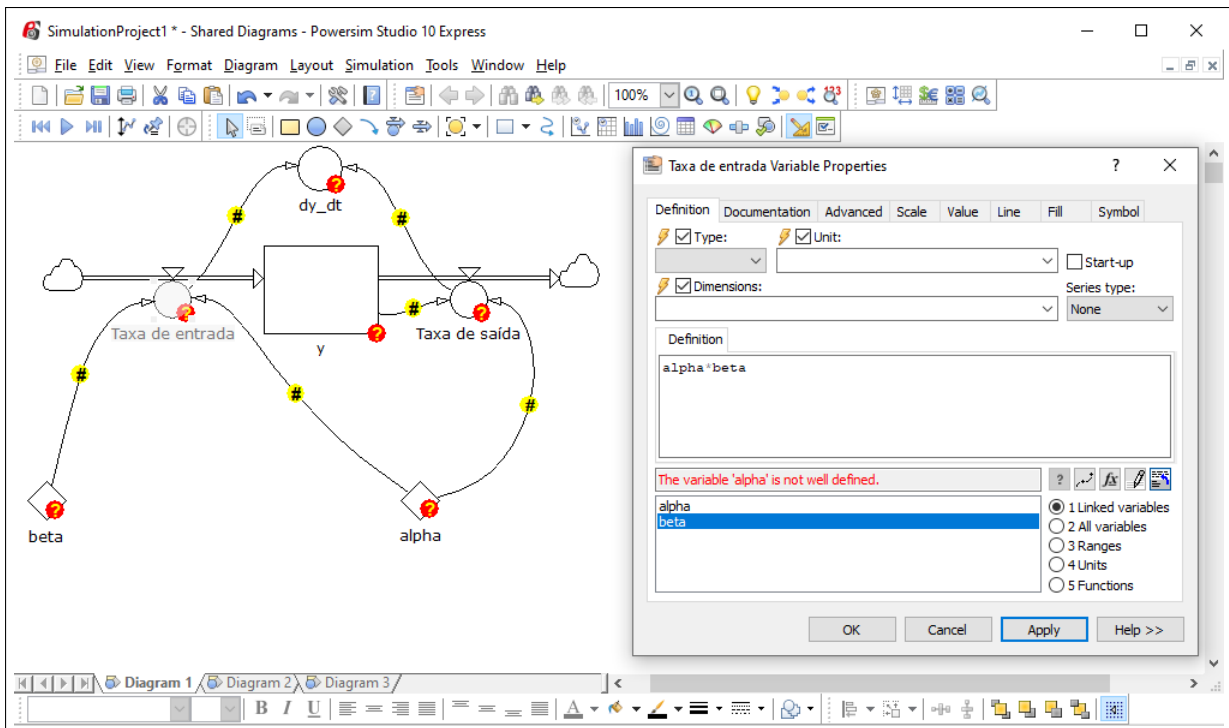 SimulationProject1 * - Shared Diagrams - Powersim Studio 10 Express
File Edit View Format Diagram Layout Simulation Tools Window Help
100%
123
dy_dt
#
#
Taxa de entrada
?
?
#
y
?
Taxa de saída
?
#
#
#
beta
?
alpha
?
Taxa de entrada Variable Properties
?
Definition Documentation Advanced Scale Value Line Fill Symbol
Type: Unit:
Start-up
Dimensions: Series type:
None
Definition
alpha*beta
The variable 'alpha' is not well defined.
? fx
alpha
beta
1 Linked variables
2 All variables
3 Ranges
4 Units
5 Functions
OK Cancel Apply Help >>
Diagram 1 Diagram 2 Diagram 3
B I U A